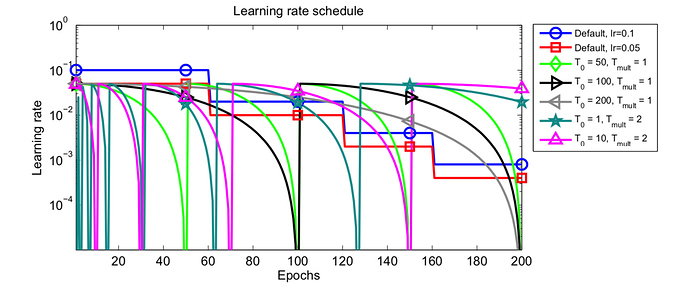 Learning rate schedule
10^0
10^-1
10^-2
10^-3
10^-4
Learning rate
20 40 60 80 100 120 140 160 180 200
Epochs
Default, lr=0.1
Default, lr=0.05
T_0 = 50, T_mult = 1
T_0 = 100, T_mult = 1
T_0 = 200, T_mult = 1
T_0 = 1, T_mult = 2
T_0 = 10, T_mult = 2